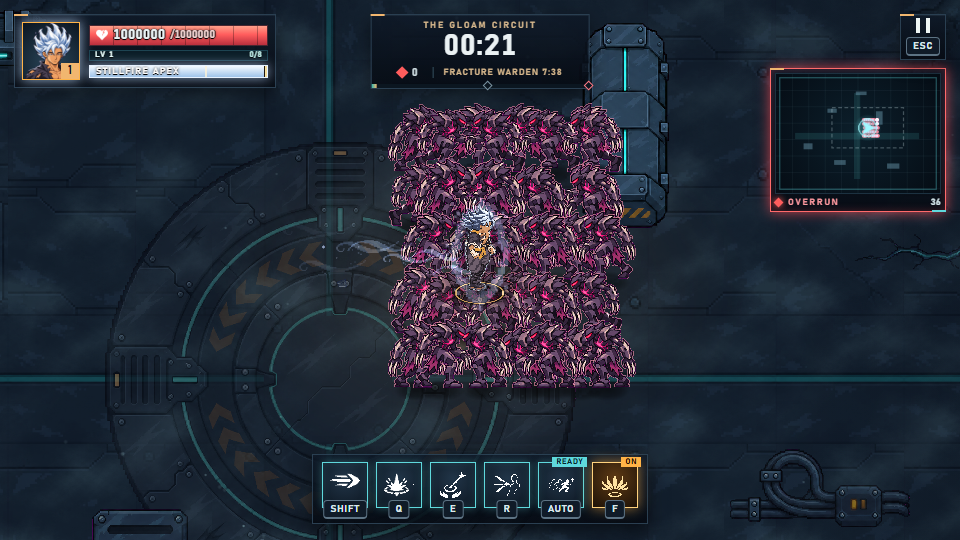 1000000 /1000000
LV 1 0/8
1
STILLFIRE APEX
THE GLOAM CIRCUIT
00:21
0 FRACTURE WARDEN 7:38
ESC
OVERRUN 36
READY ON
SHIFT Q E R AUTO F